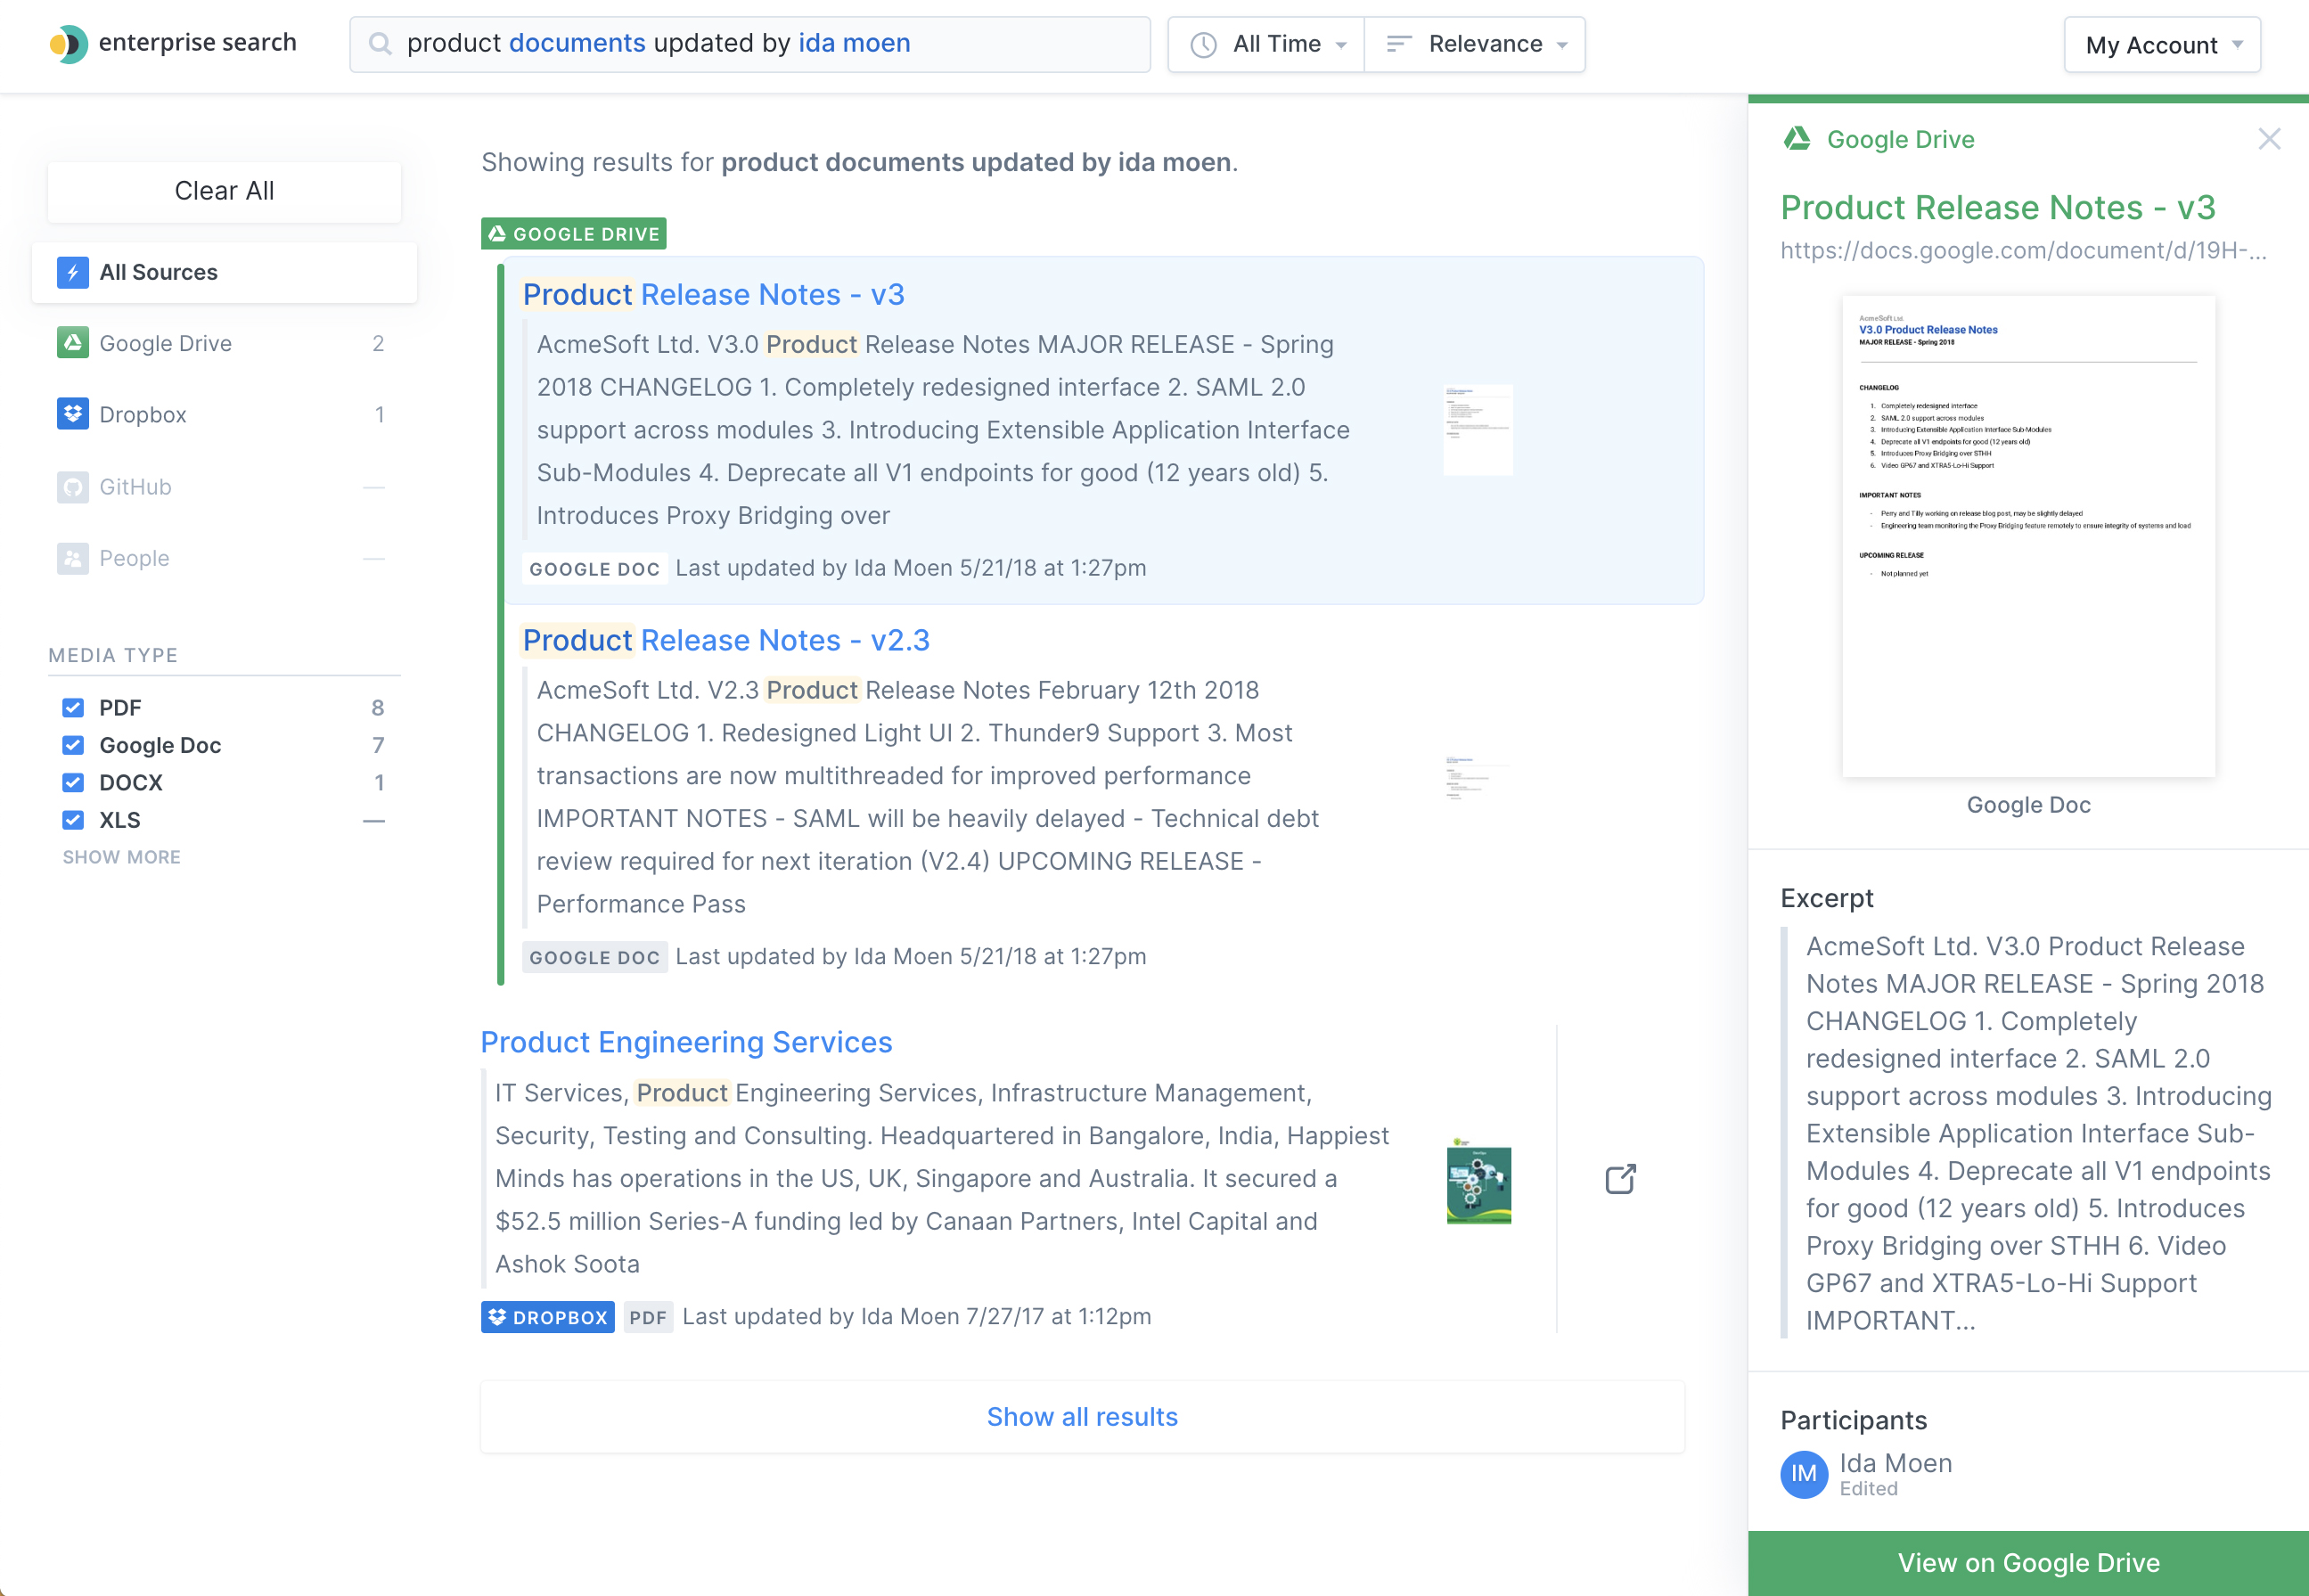 enterprise search
product documents updated by ida moen
All Time
Relevance
My Account
Clear All
All Sources
Google Drive 2
Dropbox 1
GitHub —
People —
MEDIA TYPE
PDF 8
Google Doc 7
DOCX 1
XLS —
SHOW MORE
Showing results for product documents updated by ida moen.
GOOGLE DRIVE
Product Release Notes - v3
AcmeSoft Ltd. V3.0 Product Release Notes MAJOR RELEASE - Spring
2018 CHANGELOG 1. Completely redesigned interface 2. SAML 2.0
support across modules 3. Introducing Extensible Application Interface
Sub-Modules 4. Deprecate all V1 endpoints for good (12 years old) 5.
Introduces Proxy Bridging over
GOOGLE DOC Last updated by Ida Moen 5/21/18 at 1:27pm
Product Release Notes - v2.3
AcmeSoft Ltd. V2.3 Product Release Notes February 12th 2018
CHANGELOG 1. Redesigned Light UI 2. Thunder9 Support 3. Most
transactions are now multithreaded for improved performance
IMPORTANT NOTES - SAML will be heavily delayed - Technical debt
review required for next iteration (V2.4) UPCOMING RELEASE -
Performance Pass
GOOGLE DOC Last updated by Ida Moen 5/21/18 at 1:27pm
Product Engineering Services
IT Services, Product Engineering Services, Infrastructure Management,
Security, Testing and Consulting. Headquartered in Bangalore, India, Happiest
Minds has operations in the US, UK, Singapore and Australia. It secured a
$52.5 million Series-A funding led by Canaan Partners, Intel Capital and
Ashok Soota
DROPBOX PDF Last updated by Ida Moen 7/27/17 at 1:12pm
Show all results
Google Drive
Product Release Notes - v3
https://docs.google.com/document/d/19H-...
AcmeSoft Ltd.
V3.0 Product Release Notes
MAJOR RELEASE - Spring 2018
CHANGELOG
1. Completely redesigned interface
2. SAML 2.0 support across modules
3. Introducing Extensible Application Interface Sub-Modules
4. Deprecate all V1 endpoints for good (12 years old)
5. Introduces Proxy Bridging over STHH
6. Video GP67 and XTRA5-Lo-Hi Support
IMPORTANT NOTES
- Perry and Tilly working on release blog post, may be slightly delayed
- Engineering team monitoring the Proxy Bridging feature remotely to ensure integrity of systems and load
UPCOMING RELEASE
- Not planned yet
Google Doc
Excerpt
AcmeSoft Ltd. V3.0 Product Release
Notes MAJOR RELEASE - Spring 2018
CHANGELOG 1. Completely
redesigned interface 2. SAML 2.0
support across modules 3. Introducing
Extensible Application Interface Sub-
Modules 4. Deprecate all V1 endpoints
for good (12 years old) 5. Introduces
Proxy Bridging over STHH 6. Video
GP67 and XTRA5-Lo-Hi Support
IMPORTANT...
Participants
IM
Ida Moen
Edited
View on Google Drive